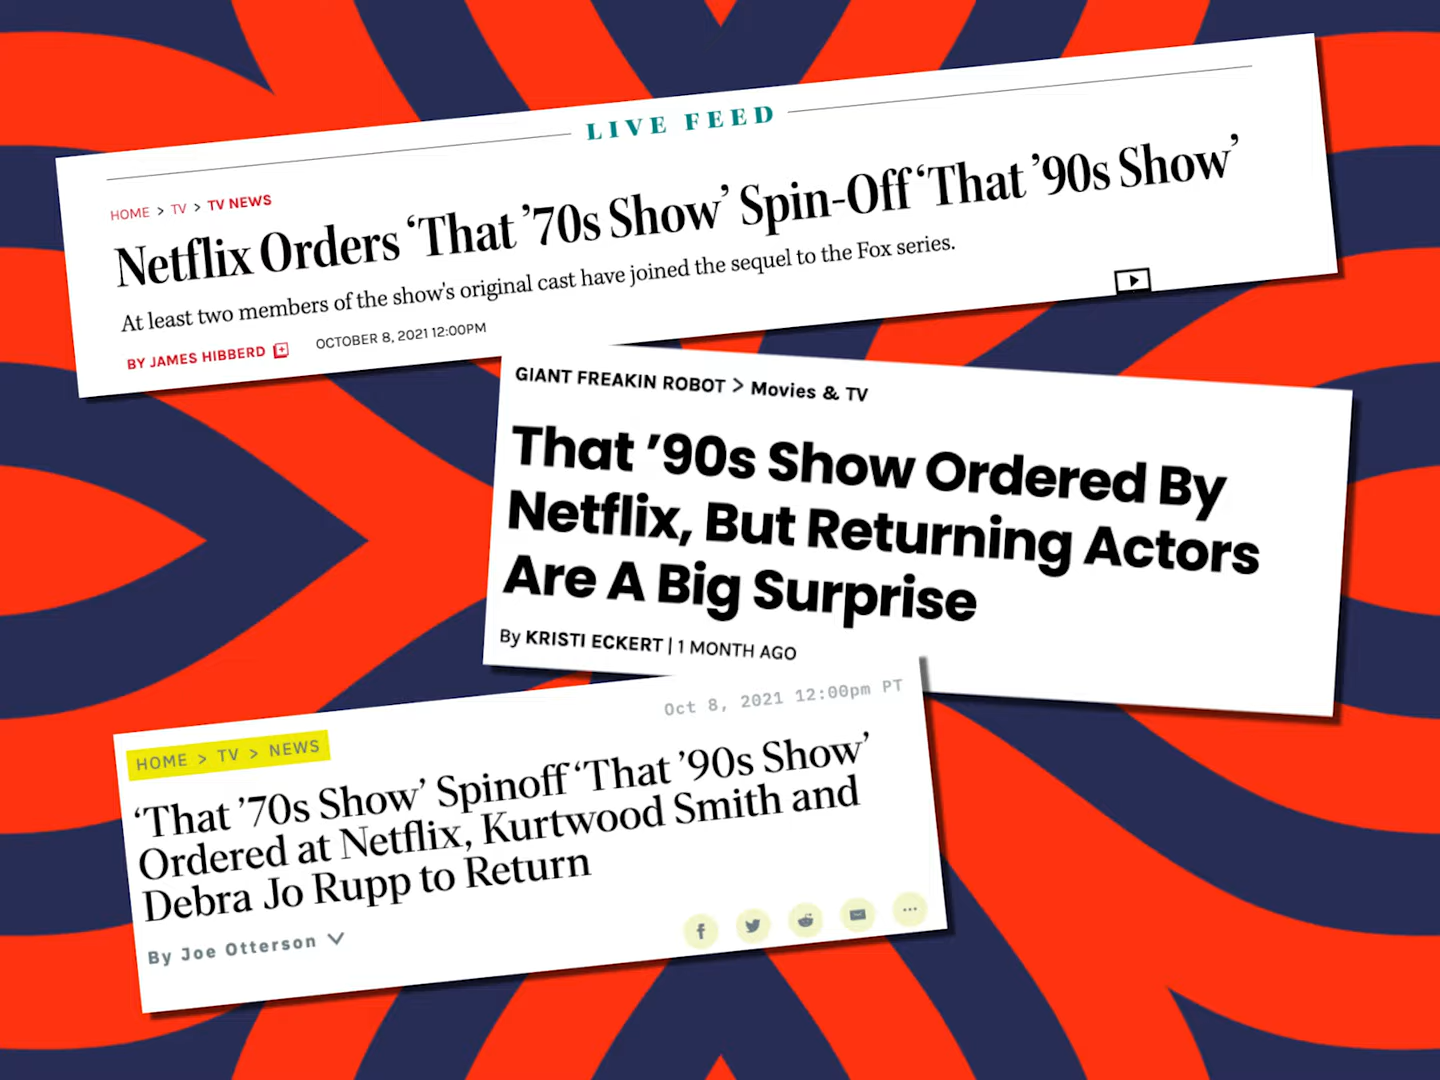 LIVE FEED
HOME > TV > TV NEWS
Netflix Orders ‘That ’70s Show’ Spin-Off ‘That ’90s Show’
At least two members of the show's original cast have joined the sequel to the Fox series.
BY JAMES HIBBERD OCTOBER 8, 2021 12:00PM
GIANT FREAKIN ROBOT > Movies & TV
That ’90s Show Ordered By
Netflix, But Returning Actors
Are A Big Surprise
By KRISTI ECKERT | 1 MONTH AGO
Oct 8, 2021 12:00pm PT
HOME > TV > NEWS
‘That ’70s Show’ Spinoff ‘That ’90s Show’
Ordered at Netflix, Kurtwood Smith and
Debra Jo Rupp to Return
By Joe Otterson